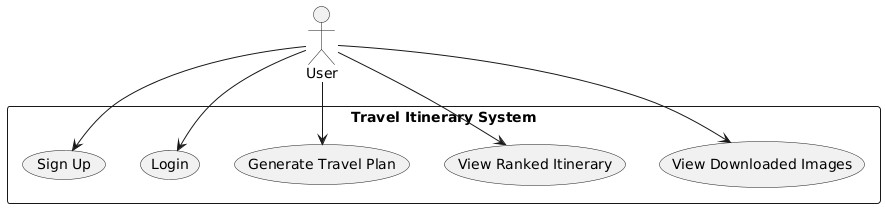 User
Travel Itinerary System
Sign Up
Login
Generate Travel Plan
View Ranked Itinerary
View Downloaded Images